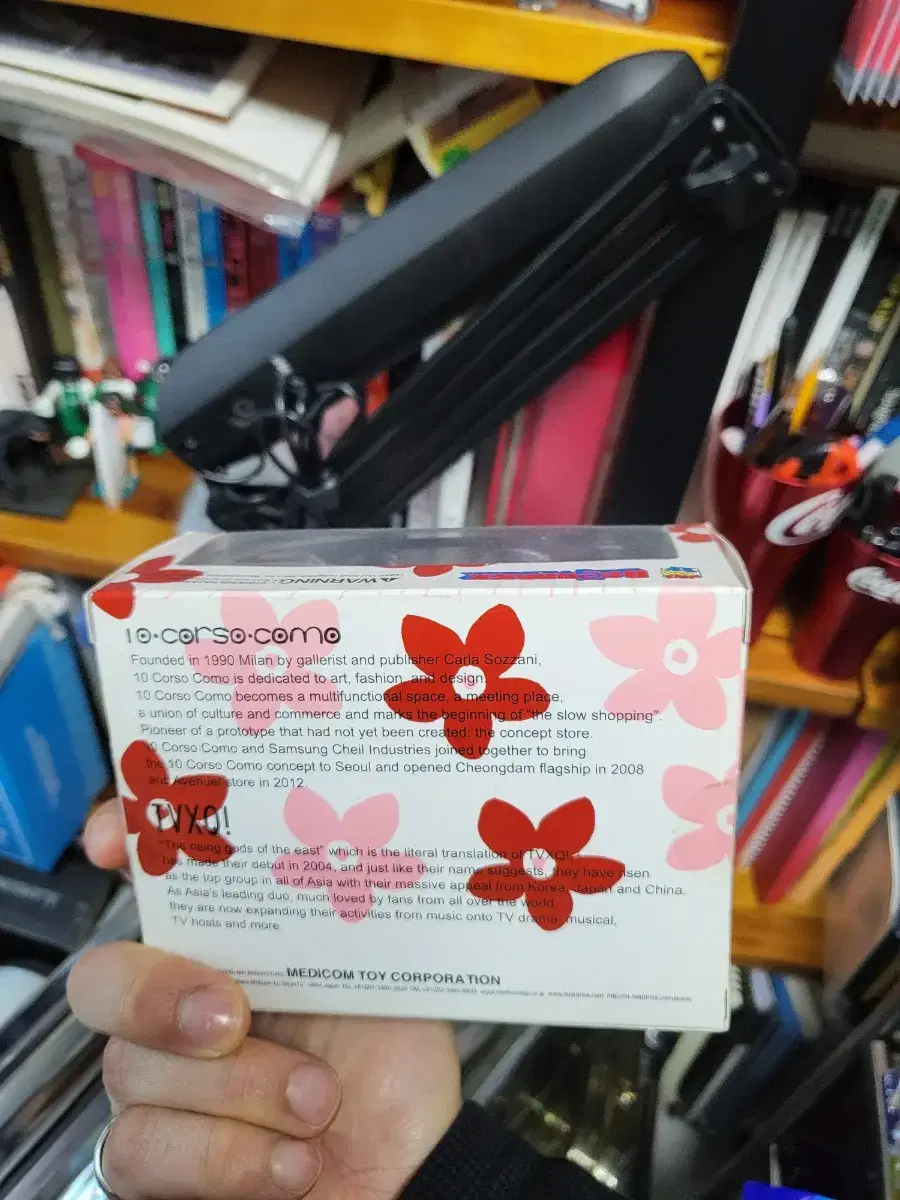 WARNING:
BE@RBRICK
10·corso·como
Founded in 1990 Milan by gallerist and publisher Carla Sozzani,
10 Corso Como is dedicated to art, fashion, and design.
10 Corso Como becomes a multifunctional space, a meeting place,
a union of culture and commerce and marks the beginning of "the slow shopping".
Pioneer of a prototype that had not yet been created: the concept store.
10 Corso Como and Samsung Cheil Industries joined together to bring
the 10 Corso Como concept to Seoul and opened Cheongdam flagship in 2008
and Avenuel store in 2012.
TVXQ!
"The rising gods of the east" which is the literal translation of TVXQ!,
has made their debut in 2004, and just like their name suggests, they have risen
as the top group in all of Asia with their massive appeal from Korea, Japan and China.
As Asia's leading duo, much loved by fans from all over the world,
they are now expanding their activities from music onto TV drama, musical,
TV hosts and more.
MEDICOM TOY CORPORATION